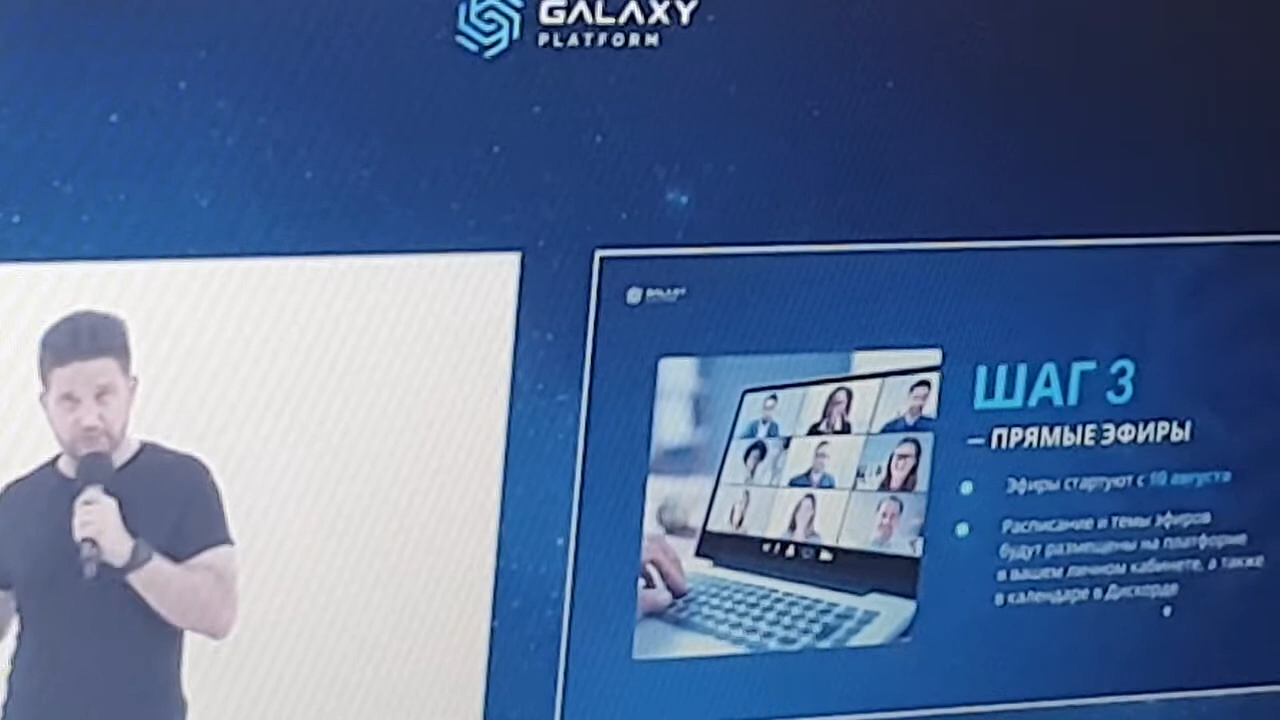 GALAXY
PLATFORM
GALAXY
ШАГ 3
– ПРЯМЫЕ ЭФИРЫ
Эфиры стартуют с 10 августа
Расписание и темы эфиров
будут размещены на платформе
в вашем личном кабинете, а также
в календаре в Дискорде